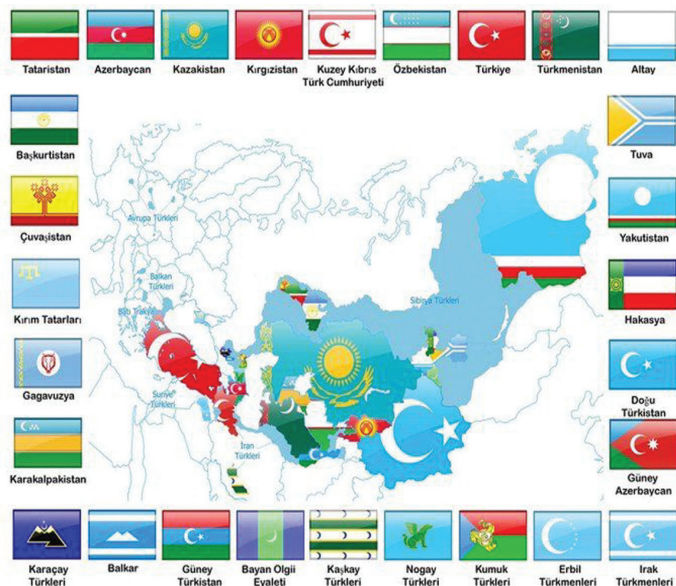 Tataristan
Azerbaycan
Kazakistan
Kırgızistan
Kuzey Kıbrıs
Türk Cumhuriyeti
Özbekistan
Türkiye
Türkmenistan
Altay
Başkurtistan
Tuva
Çuvaşistan
Yakutistan
Kırım Tatarları
Hakasya
Gagavuzya
Doğu
Türkistan
Karakalpakistan
Güney
Azerbaycan
Avrupa Türkleri
Balkan
Türkleri
Batı Trakya
Sibirya Türkleri
Suriye
Türkleri
İran
Türkleri
Karaçay
Türkleri
Balkar
Güney
Türkistan
Bayan Olgii
Eyaleti
Kaşkay
Türkleri
Nogay
Türkleri
Kumuk
Türkleri
Erbil
Türkmenleri
Irak
Türkmenleri